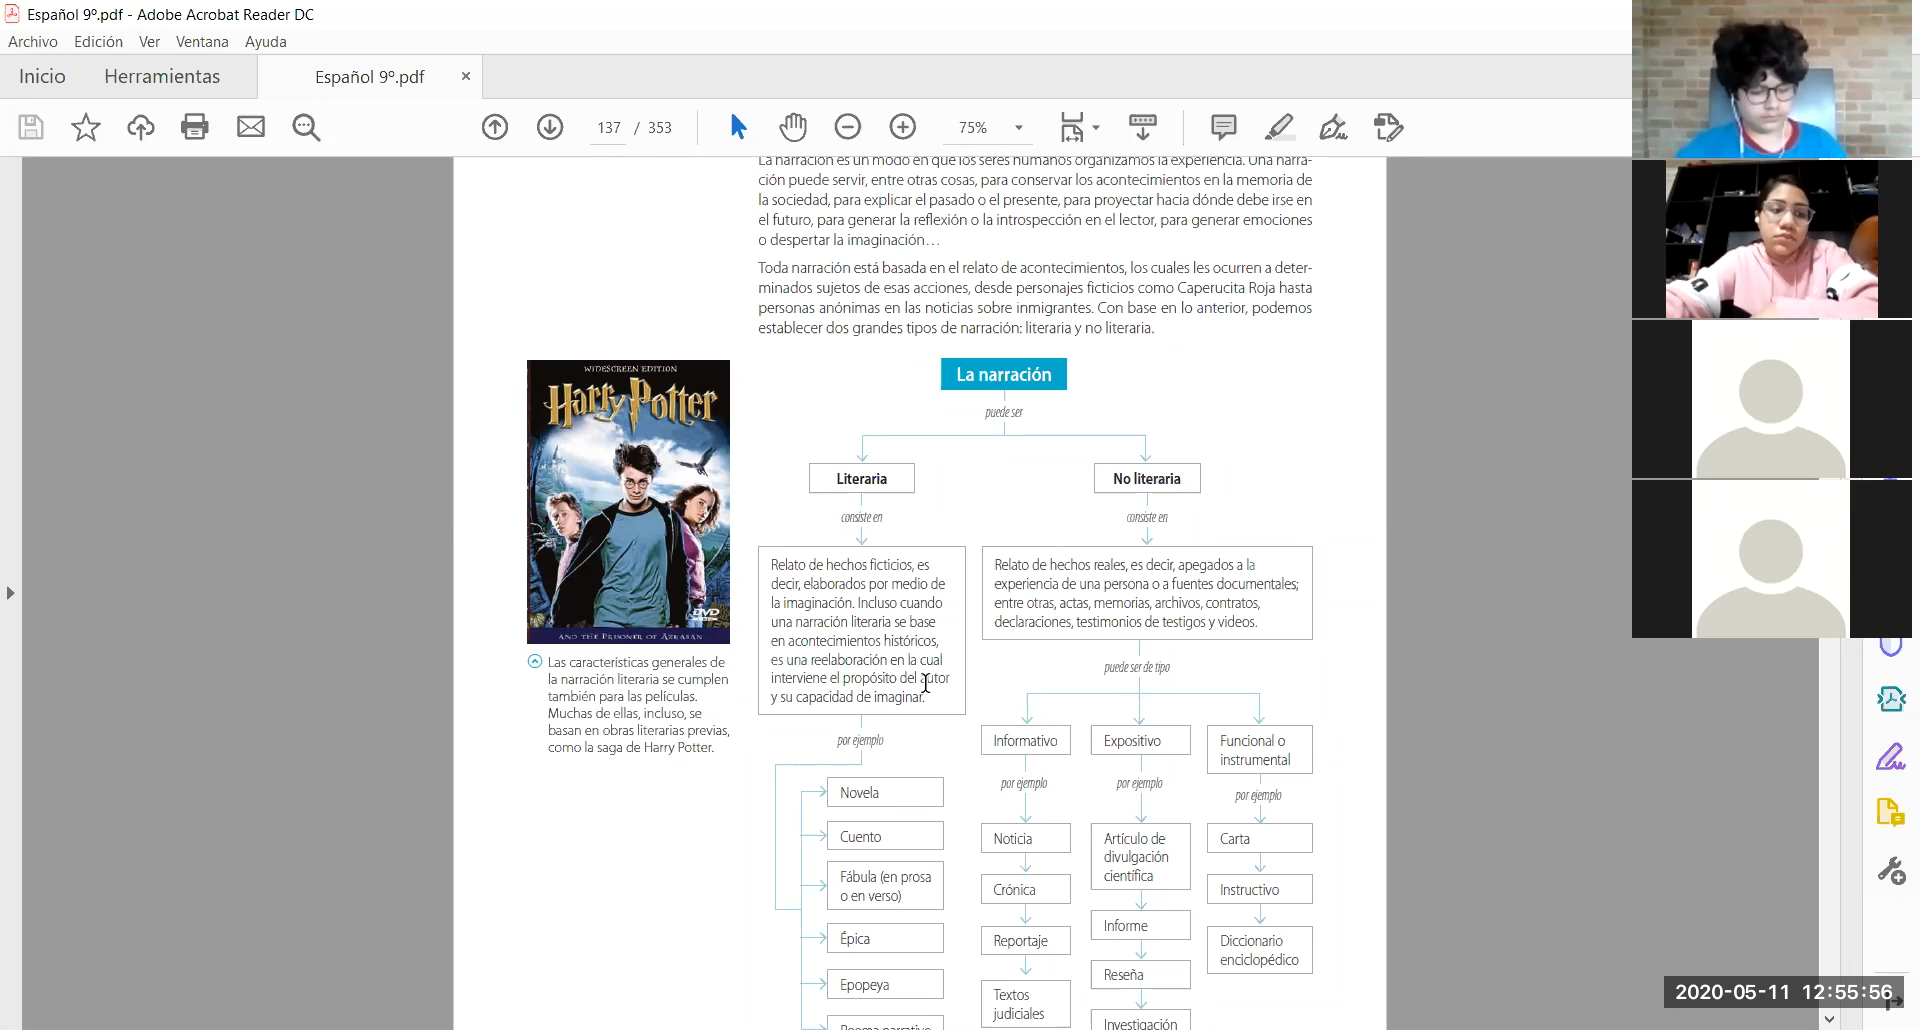 Español 9º.pdf - Adobe Acrobat Reader DC
Archivo Edición Ver Ventana Ayuda
Inicio Herramientas Español 9º.pdf ×
137 / 353 75%
La narración es un modo en que los seres humanos organizamos la experiencia. Una narra-
ción puede servir, entre otras cosas, para conservar los acontecimientos en la memoria de
la sociedad, para explicar el pasado o el presente, para proyectar hacia dónde debe irse en
el futuro, para generar la reflexión o la introspección en el lector, para generar emociones
o despertar la imaginación…
Toda narración está basada en el relato de acontecimientos, los cuales les ocurren a deter-
minados sujetos de esas acciones, desde personajes ficticios como Caperucita Roja hasta
personas anónimas en las noticias sobre inmigrantes. Con base en lo anterior, podemos
establecer dos grandes tipos de narración: literaria y no literaria.
WIDESCREEN EDITION
Harry Potter
DVD
AND THE PRISONER OF AZKABAN
Las características generales de
la narración literaria se cumplen
también para las películas.
Muchas de ellas, incluso, se
basan en obras literarias previas,
como la saga de Harry Potter.
La narración
puede ser
Literaria
consiste en
Relato de hechos ficticios, es
decir, elaborados por medio de
la imaginación. Incluso cuando
una narración literaria se base
en acontecimientos históricos,
es una reelaboración en la cual
interviene el propósito del autor
y su capacidad de imaginar.
por ejemplo
Novela
Cuento
Fábula (en prosa
o en verso)
Épica
Epopeya
Poema narrativo
No literaria
consiste en
Relato de hechos reales, es decir, apegados a la
experiencia de una persona o a fuentes documentales;
entre otras, actas, memorias, archivos, contratos,
declaraciones, testimonios de testigos y videos.
puede ser de tipo
Informativo
por ejemplo
Noticia
Crónica
Reportaje
Textos
judiciales
Expositivo
por ejemplo
Artículo de
divulgación
científica
Informe
Reseña
Investigación
Funcional o
instrumental
por ejemplo
Carta
Instructivo
Diccionario
enciclopédico
2020-05-11 12:55:56